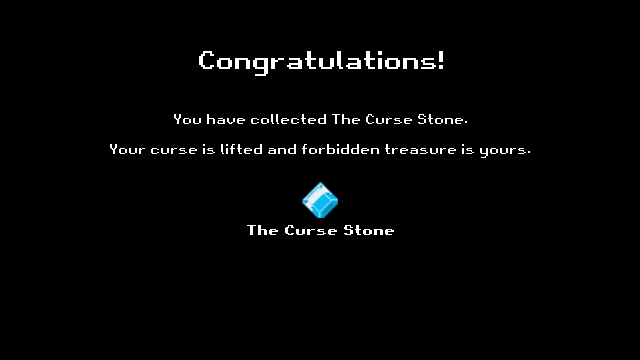 Congratulations!
You have collected The Curse Stone.
Your curse is lifted and forbidden treasure is yours.
The Curse Stone